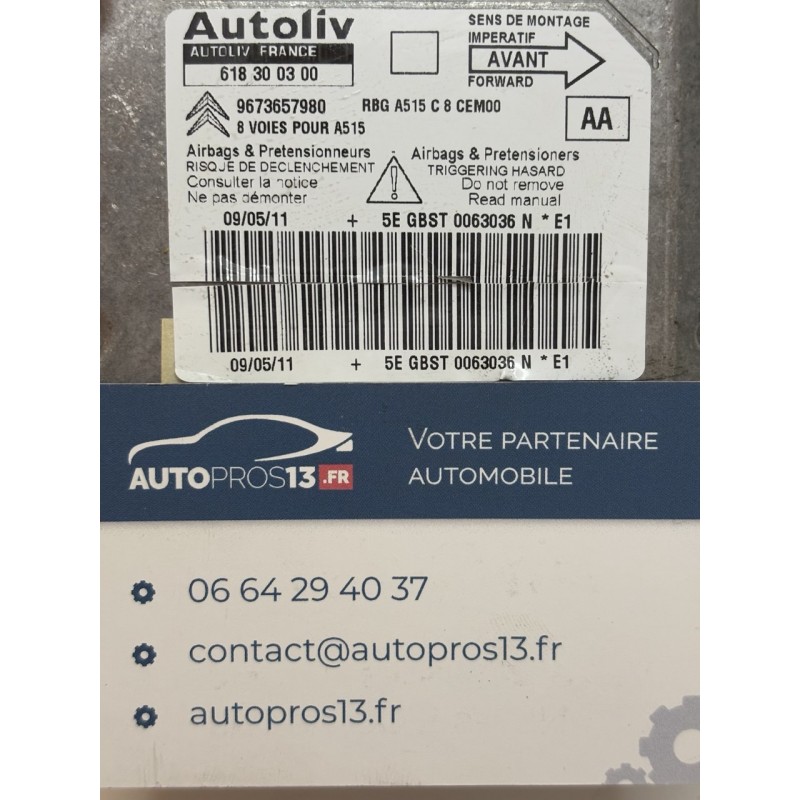 Autoliv
AUTOLIV FRANCE
618 30 03 00
SENS DE MONTAGE
IMPERATIF
AVANT
FORWARD
9673657980 RBG A515 C 8 CEM00
8 VOIES POUR A515
AA
Airbags & Pretensionneurs
RISQUE DE DECLENCHEMENT
Consulter la notice
Ne pas démonter
Airbags & Pretensioners
TRIGGERING HASARD
Do not remove
Read manual
09/05/11 + 5E GBST 0063036 N * E1
09/05/11 + 5E GBST 0063036 N * E1
AUTOPROS13.FR
VOTRE PARTENAIRE
AUTOMOBILE
06 64 29 40 37
contact@autopros13.fr
autopros13.fr